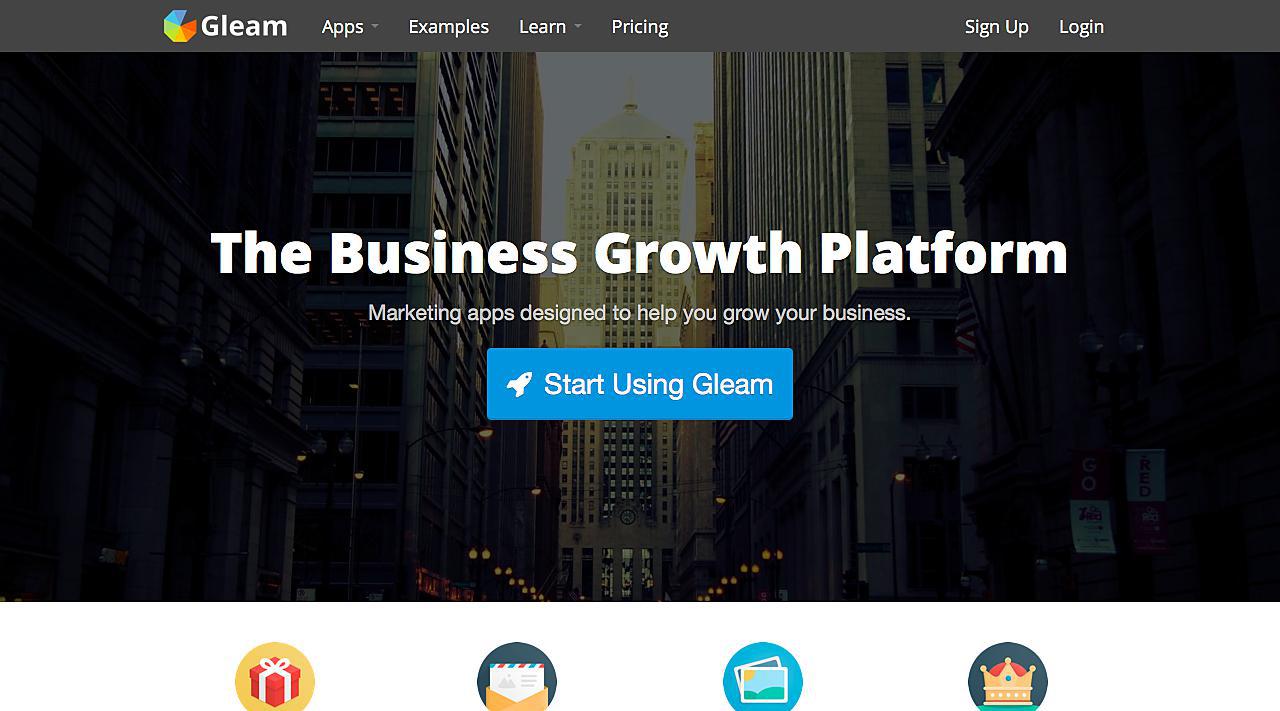 Gleam Apps Examples Learn Pricing Sign Up Login
The Business Growth Platform
Marketing apps designed to help you grow your business.
Start Using Gleam
GO RED